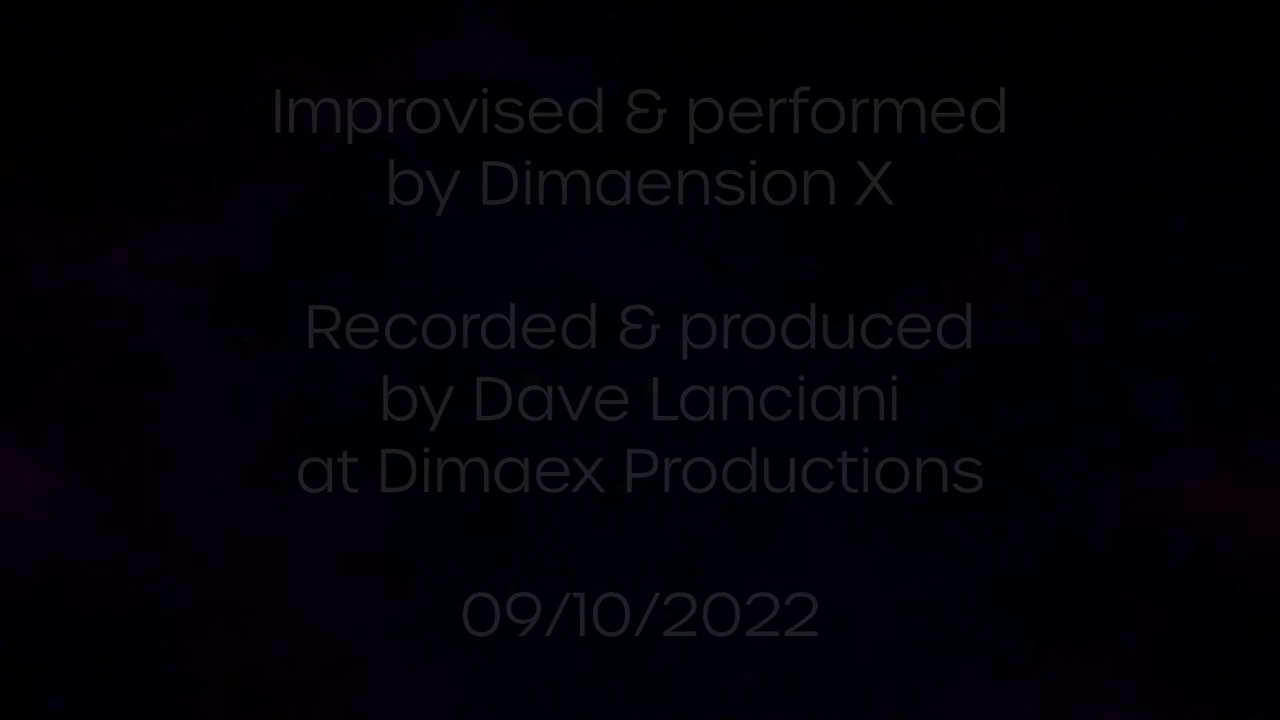 Improvised & performed
by Dimaension X
Recorded & produced
by Dave Lanciani
at Dimaex Productions
09/10/2022